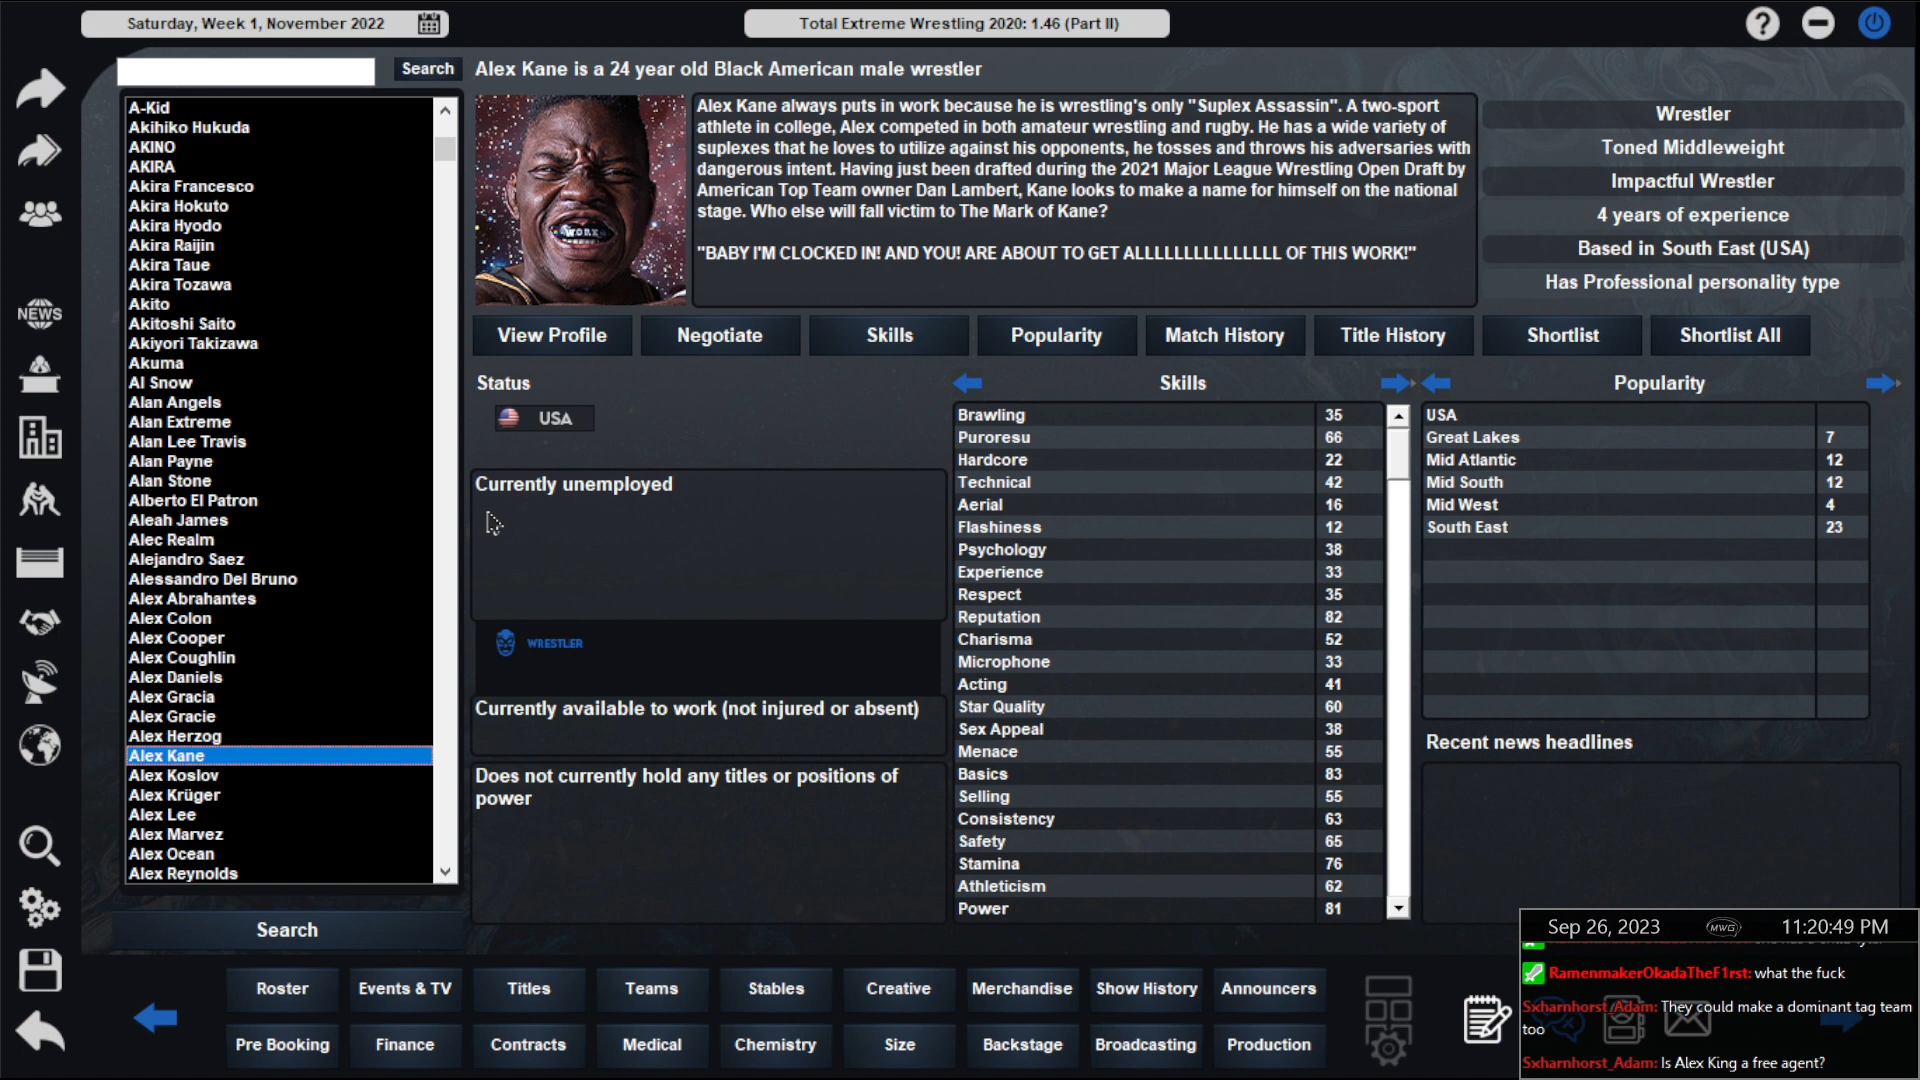 Saturday, Week 1, November 2022
Total Extreme Wrestling 2020: 1.46 (Part II)
?
Search
Alex Kane is a 24 year old Black American male wrestler
A-Kid
Akihiko Hukuda
AKINO
AKIRA
Akira Francesco
Akira Hokuto
Akira Hyodo
Akira Raijin
Akira Taue
Akira Tozawa
Akito
Akitoshi Saito
Akiyori Takizawa
Akuma
Al Snow
Alan Angels
Alan Extreme
Alan Lee Travis
Alan Payne
Alan Stone
Alberto El Patron
Aleah James
Alec Realm
Alejandro Saez
Alessandro Del Bruno
Alex Abrahantes
Alex Colon
Alex Cooper
Alex Coughlin
Alex Daniels
Alex Gracia
Alex Gracie
Alex Herzog
Alex Kane
Alex Koslov
Alex Krüger
Alex Lee
Alex Marvez
Alex Ocean
Alex Reynolds
Search
NEWS
WORK
Alex Kane always puts in work because he is wrestling's only "Suplex Assassin". A two-sport
athlete in college, Alex competed in both amateur wrestling and rugby. He has a wide variety of
suplexes that he loves to utilize against his opponents, he tosses and throws his adversaries with
dangerous intent. Having just been drafted during the 2021 Major League Wrestling Open Draft by
American Top Team owner Dan Lambert, Kane looks to make a name for himself on the national
stage. Who else will fall victim to The Mark of Kane?
"BABY I'M CLOCKED IN! AND YOU! ARE ABOUT TO GET ALLLLLLLLLLLLLLL OF THIS WORK!"
Wrestler
Toned Middleweight
Impactful Wrestler
4 years of experience
Based in South East (USA)
Has Professional personality type
View Profile
Negotiate
Skills
Popularity
Match History
Title History
Shortlist
Shortlist All
Status
USA
Currently unemployed
WRESTLER
Currently available to work (not injured or absent)
Does not currently hold any titles or positions of
power
Skills
Brawling 35
Puroresu 66
Hardcore 22
Technical 42
Aerial 16
Flashiness 12
Psychology 38
Experience 33
Respect 35
Reputation 82
Charisma 52
Microphone 33
Acting 41
Star Quality 60
Sex Appeal 38
Menace 55
Basics 83
Selling 55
Consistency 63
Safety 65
Stamina 76
Athleticism 62
Power 81
Popularity
USA
Great Lakes 7
Mid Atlantic 12
Mid South 12
Mid West 4
South East 23
Recent news headlines
Roster
Events & TV
Titles
Teams
Stables
Creative
Merchandise
Show History
Announcers
Pre Booking
Finance
Contracts
Medical
Chemistry
Size
Backstage
Broadcasting
Production
Sep 26, 2023 MWG 11:20:49 PM
RamenmakerOkadaTheF1rst: what the fuck
Sxharnhorst_Adam: They could make a dominant tag team
too
Sxharnhorst_Adam: Is Alex King a free agent?